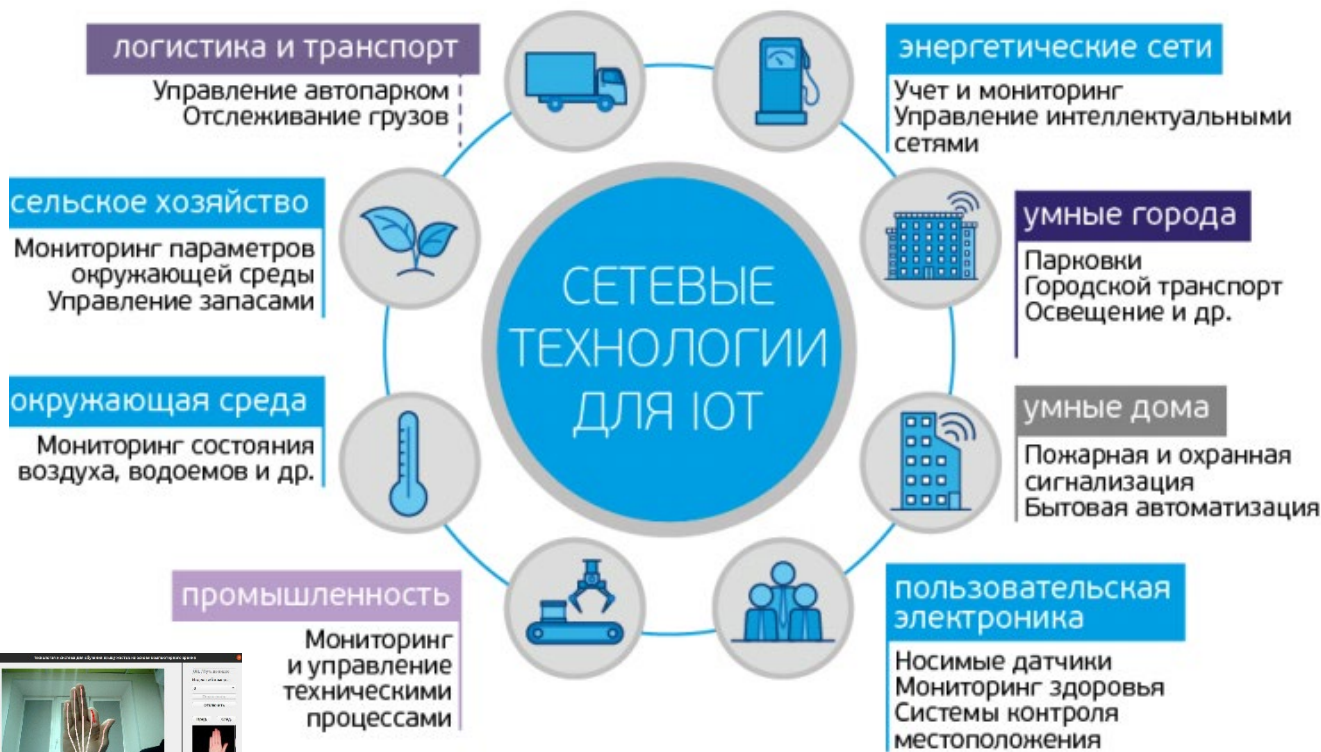 логистика и транспорт
Управление автопарком
Отслеживание грузов
энергетические сети
Учет и мониторинг
Управление интеллектуальными
сетями
сельское хозяйство
Мониторинг параметров
окружающей среды
Управление запасами
умные города
Парковки
Городской транспорт
Освещение и др.
СЕТЕВЫЕ
ТЕХНОЛОГИИ
ДЛЯ IOT
окружающая среда
Мониторинг состояния
воздуха, водоемов и др.
умные дома
Пожарная и охранная
сигнализация
Бытовая автоматизация
промышленность
Мониторинг
и управление
техническими
процессами
пользовательская
электроника
Носимые датчики
Мониторинг здоровья
Системы контроля
местоположения